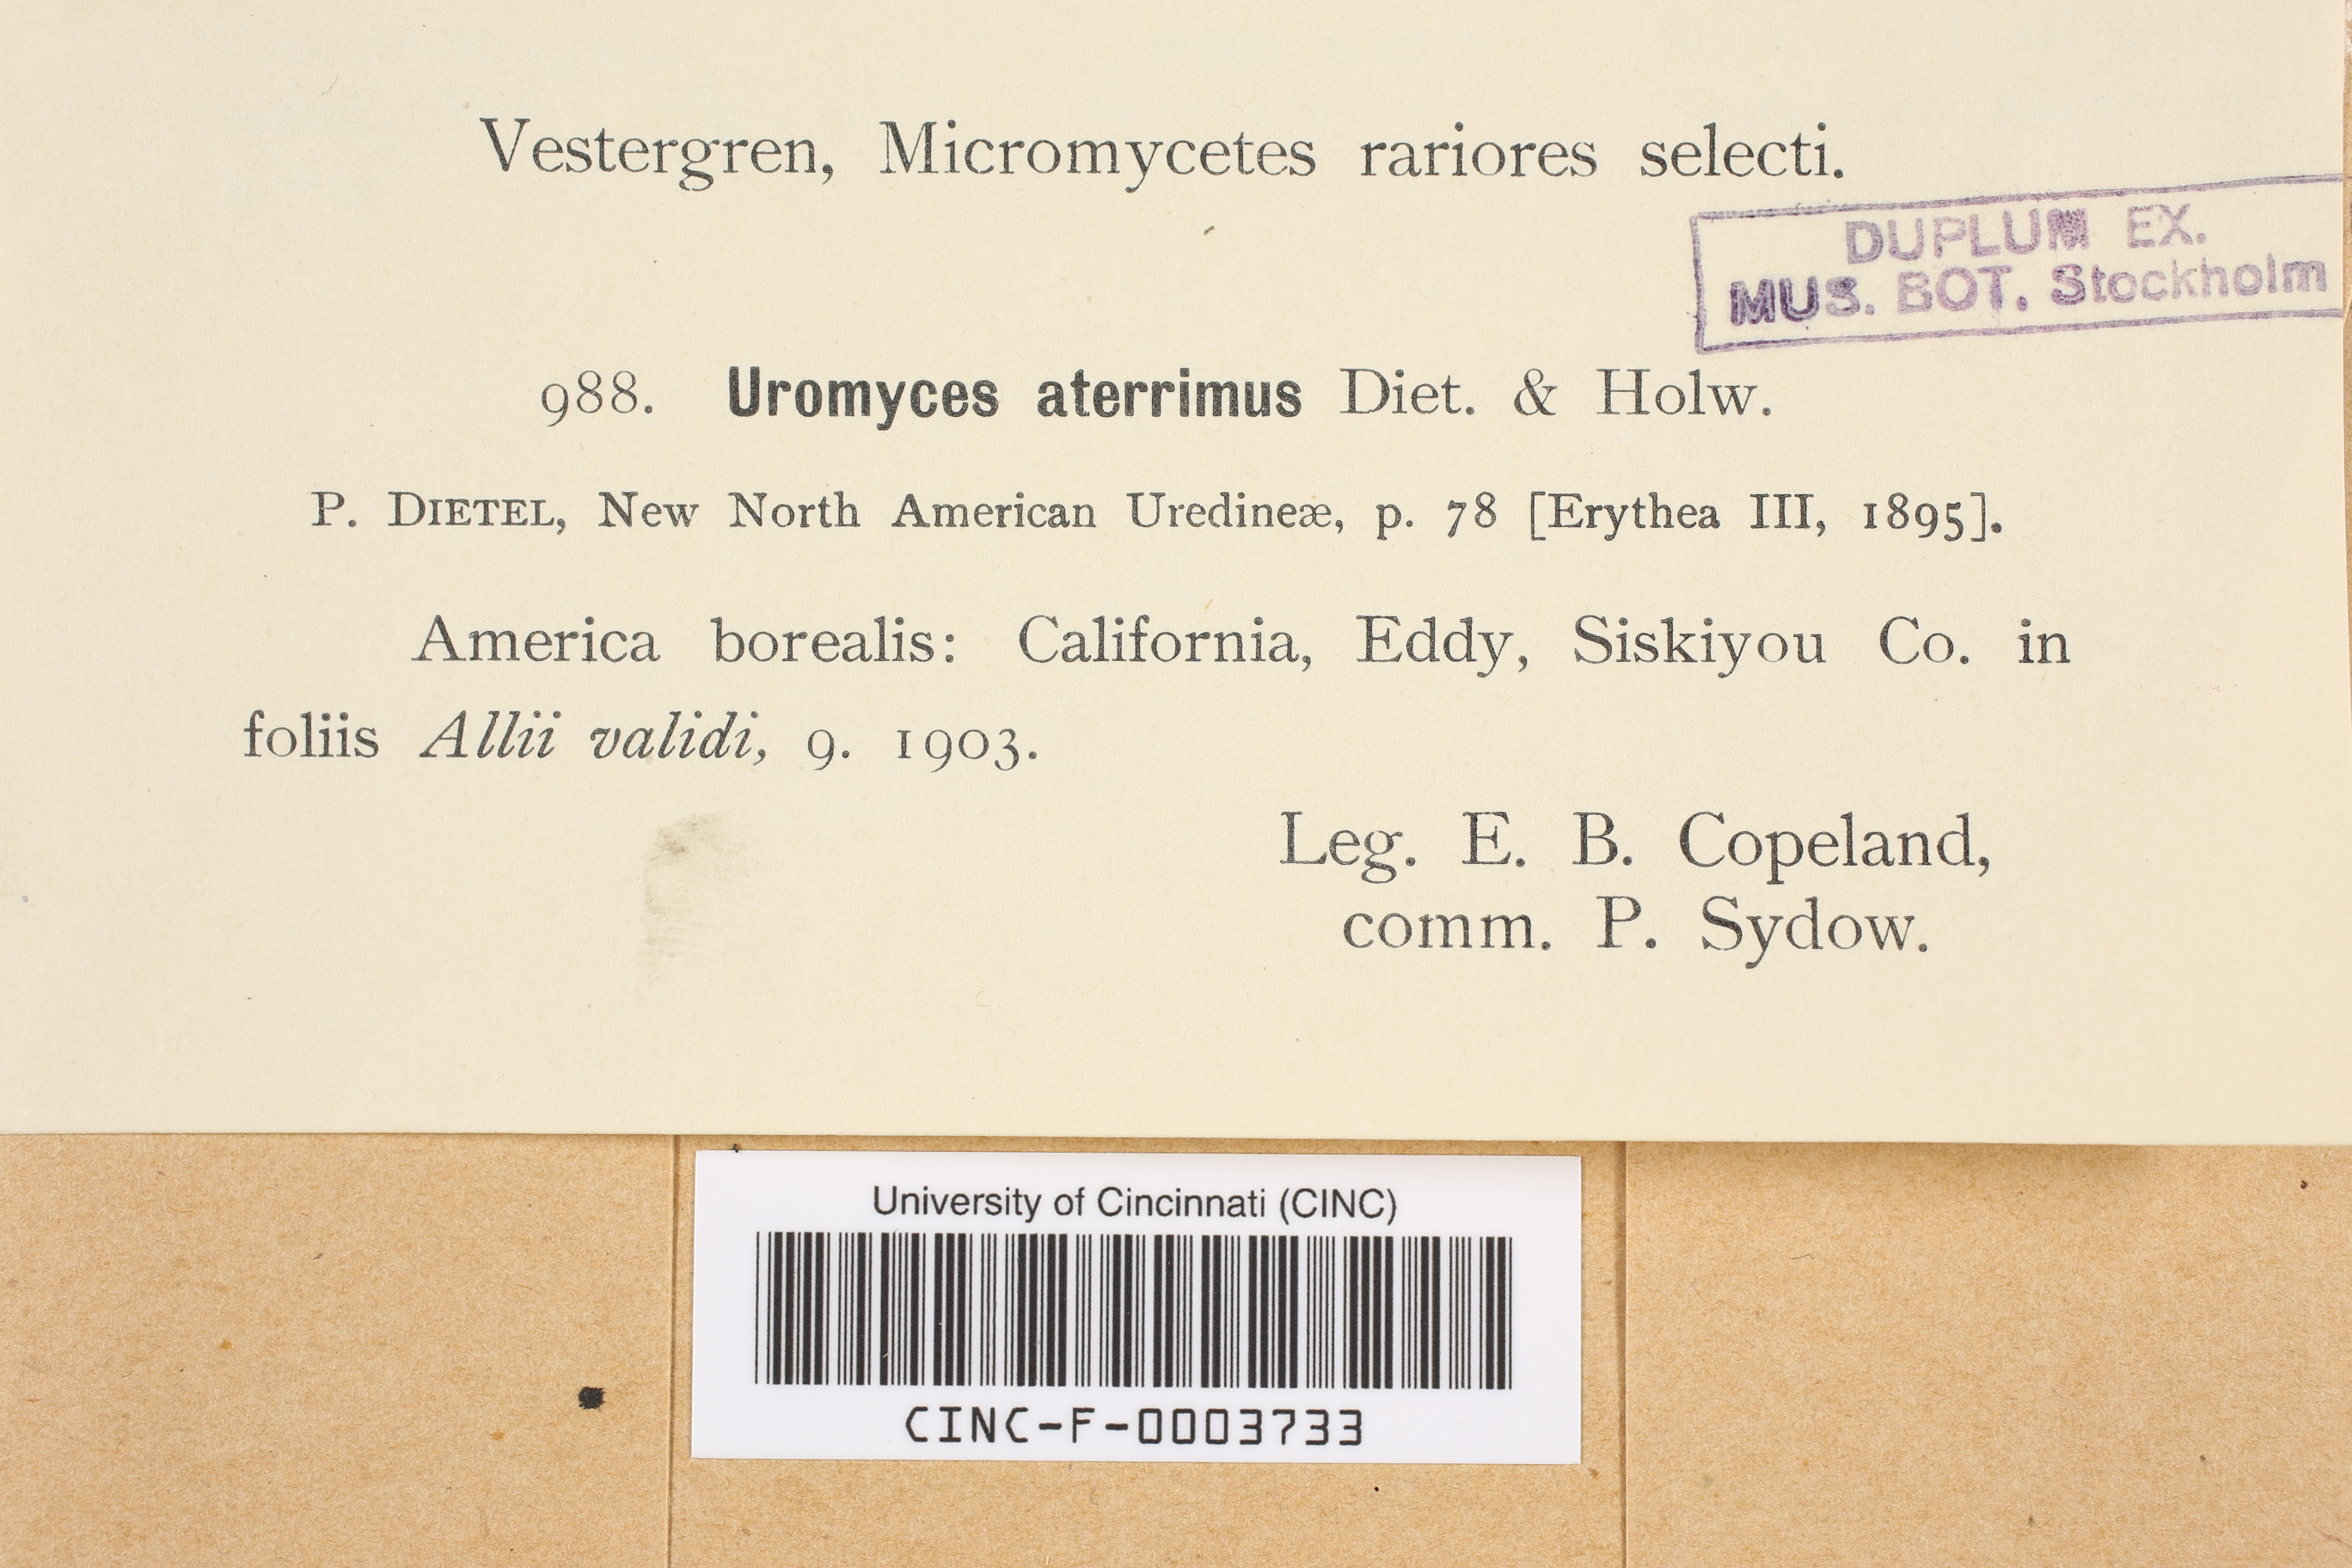 Vestergren, Micromycetes rariores selecti.
DUPLUM EX.
MUS. BOT. Stockholm
988. Uromyces aterrimus Diet. & Holw.
P. DIETEL, New North American Uredineæ, p. 78 [Erythea III, 1895].
America borealis: California, Eddy, Siskiyou Co. in
foliis Allii validi, 9. 1903.
Leg. E. B. Copeland,
comm. P. Sydow.
University of Cincinnati (CINC)
CINC-F-0003733